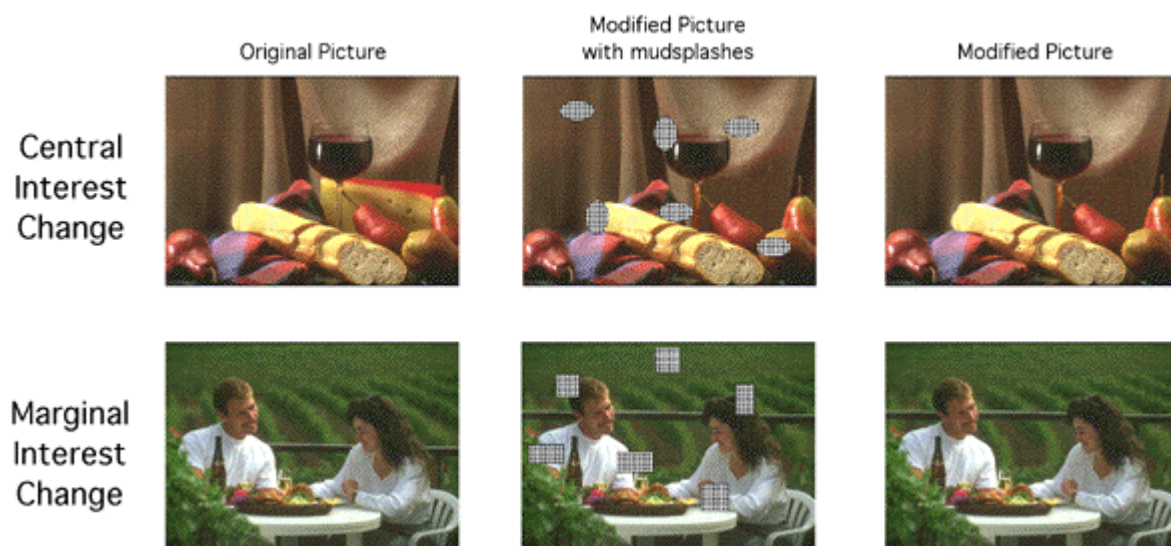 Original Picture
Modified Picture
with mudsplashes
Modified Picture
Central
Interest
Change
Marginal
Interest
Change